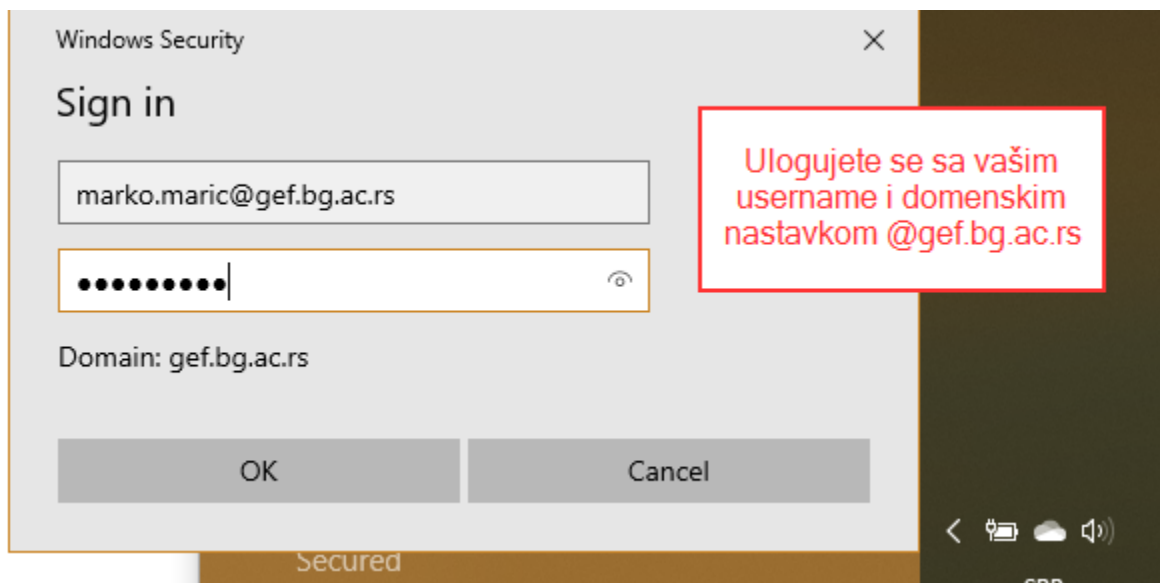 Windows Security
Sign in
marko.maric@gef.bg.ac.rs
Ulogujete se sa vašim
username i domenskim
nastavkom @gef.bg.ac.rs
Domain: gef.bg.ac.rs
OK
Cancel
Secured